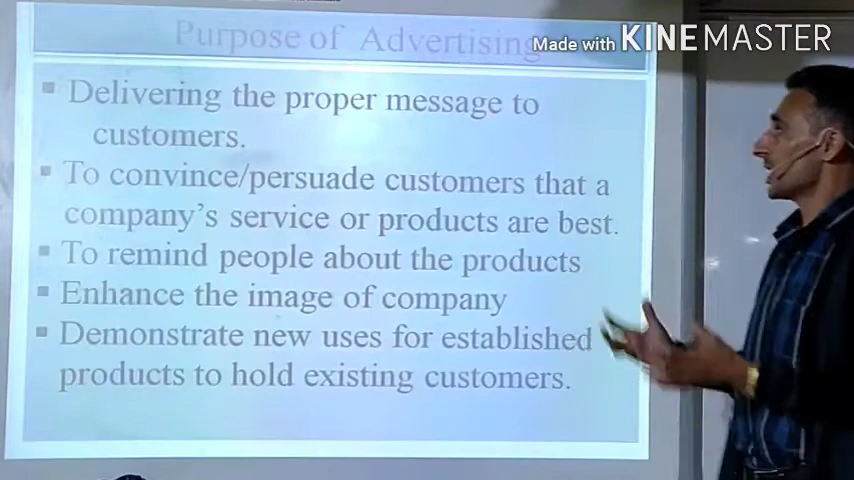 Purpose of Advertising
Made with KINEMASTER
▪ Delivering the proper message to
customers.
▪ To convince/persuade customers that a
company's service or products are best.
▪ To remind people about the products
▪ Enhance the image of company
▪ Demonstrate new uses for established
products to hold existing customers.